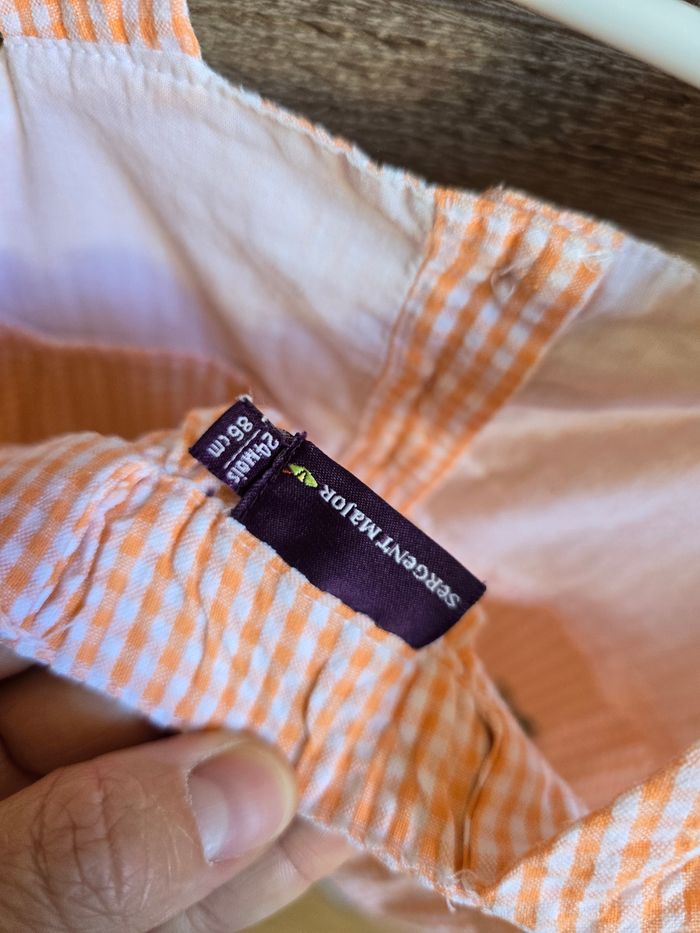 SeRGeNT MaJoR
24 Mois
86 cm